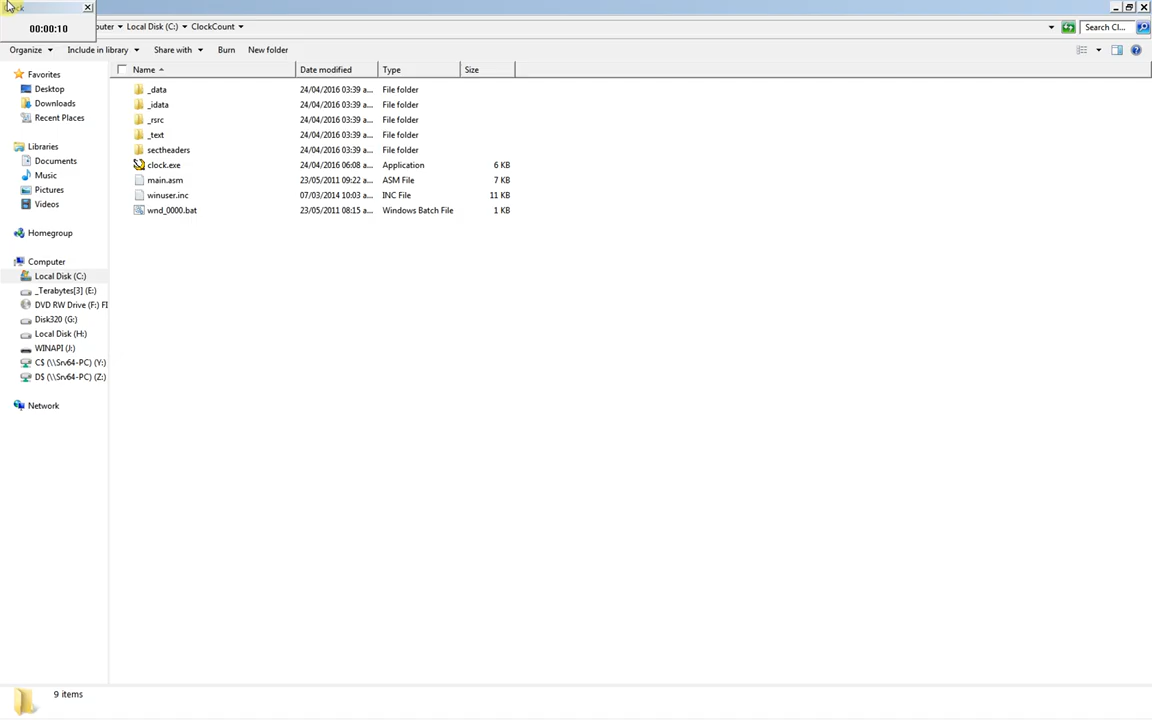 00:00:10
Local Disk (C:) ClockCount
Search Cl...
Organize Include in library Share with Burn New folder
Name Date modified Type Size
Favorites
Desktop
Downloads
Recent Places
Libraries
Documents
Music
Pictures
Videos
Homegroup
Computer
Local Disk (C:)
_Terabytes[3] (E:)
DVD RW Drive (F:) FI
Disk320 (G:)
Local Disk (H:)
WINAPI (J:)
C$ (\\Srv64-PC) (Y:)
D$ (\\Srv64-PC) (Z:)
Network
_data 24/04/2016 03:39 a... File folder
_idata 24/04/2016 03:39 a... File folder
_rsrc 24/04/2016 03:39 a... File folder
_text 24/04/2016 03:39 a... File folder
sectheaders 24/04/2016 03:39 a... File folder
clock.exe 24/04/2016 06:08 a... Application 6 KB
main.asm 23/05/2011 09:22 a... ASM File 7 KB
winuser.inc 07/03/2014 10:03 a... INC File 11 KB
wnd_0000.bat 23/05/2011 08:15 a... Windows Batch File 1 KB
9 items